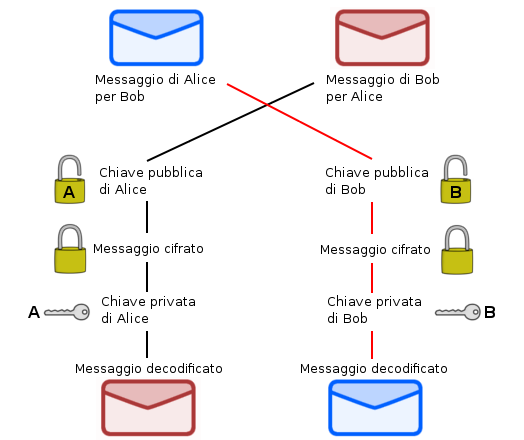 Messaggio di Alice
per Bob
Messaggio di Bob
per Alice
A
Chiave pubblica
di Alice
Chiave pubblica
di Bob
B
Messaggio cifrato
Messaggio cifrato
A
Chiave privata
di Alice
Chiave privata
di Bob
B
Messaggio decodificato
Messaggio decodificato